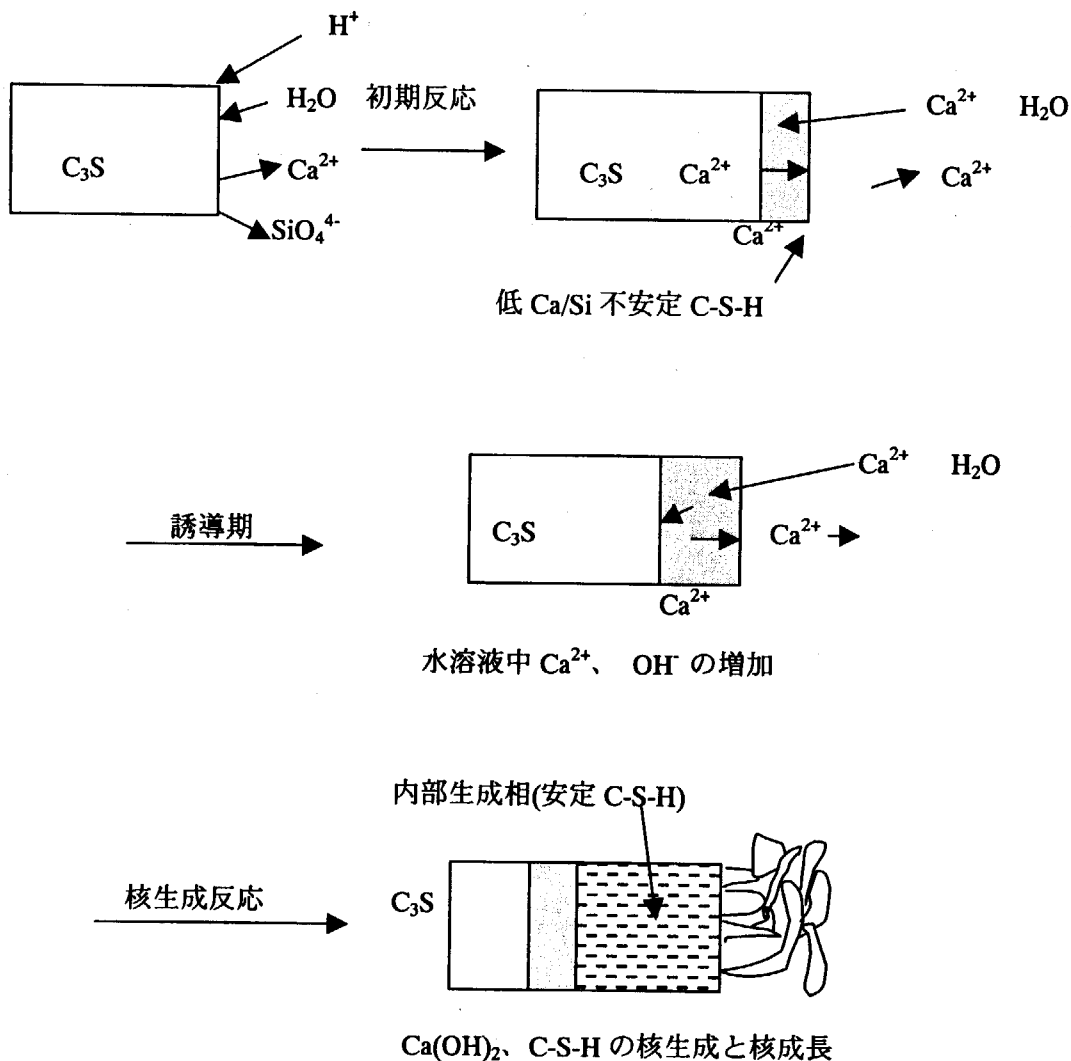 H⁺
H₂O 初期反応
C₃S
Ca²⁺
SiO₄⁴⁻
Ca²⁺ H₂O
C₃S Ca²⁺
Ca²⁺
Ca²⁺
低 Ca/Si 不安定 C-S-H
誘導期
C₃S
Ca²⁺ H₂O
Ca²⁺
Ca²⁺
水溶液中 Ca²⁺、 OH⁻ の増加
内部生成相(安定 C-S-H)
核生成反応
C₃S
Ca(OH)₂、C-S-H の核生成と核成長